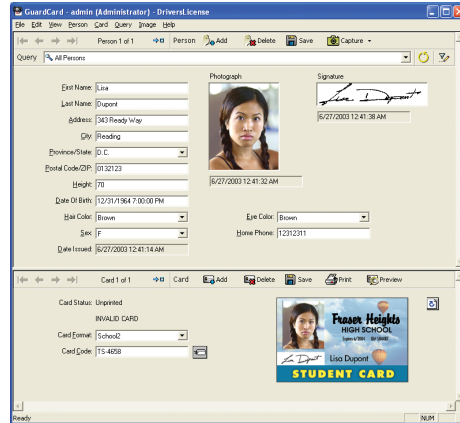 GuardCard - admin (Administrator) - DriversLicense
File Edit View Person Card Query Image Help
Person 1 of 1 Person Add Delete Save Capture
Query All Persons
Photograph Signature
First Name: Lisa
Last Name: Dupont
Address: 343 Ready Way
City: Reading
Province/State: D.C.
Postal Code/ZIP: 0132123
Height: 70
Date Of Birth: 12/31/1964 7:00:00 PM
Hair Color: Brown
Sex: F
Date Issued: 6/27/2003 12:41:14 AM
6/27/2003 12:41:32 AM
Lisa Dupont
6/27/2003 12:41:38 AM
Eye Color: Brown
Home Phone: 12312311
Card 1 of 1 Card Add Delete Save Print Preview
Card Status: Unprinted
INVALID CARD
Card Format: School2
Card Code: TS-4658
Fraser Heights
HIGH SCHOOL
Lisa Dupont
Lisa Dupont
STUDENT CARD
Ready NUM